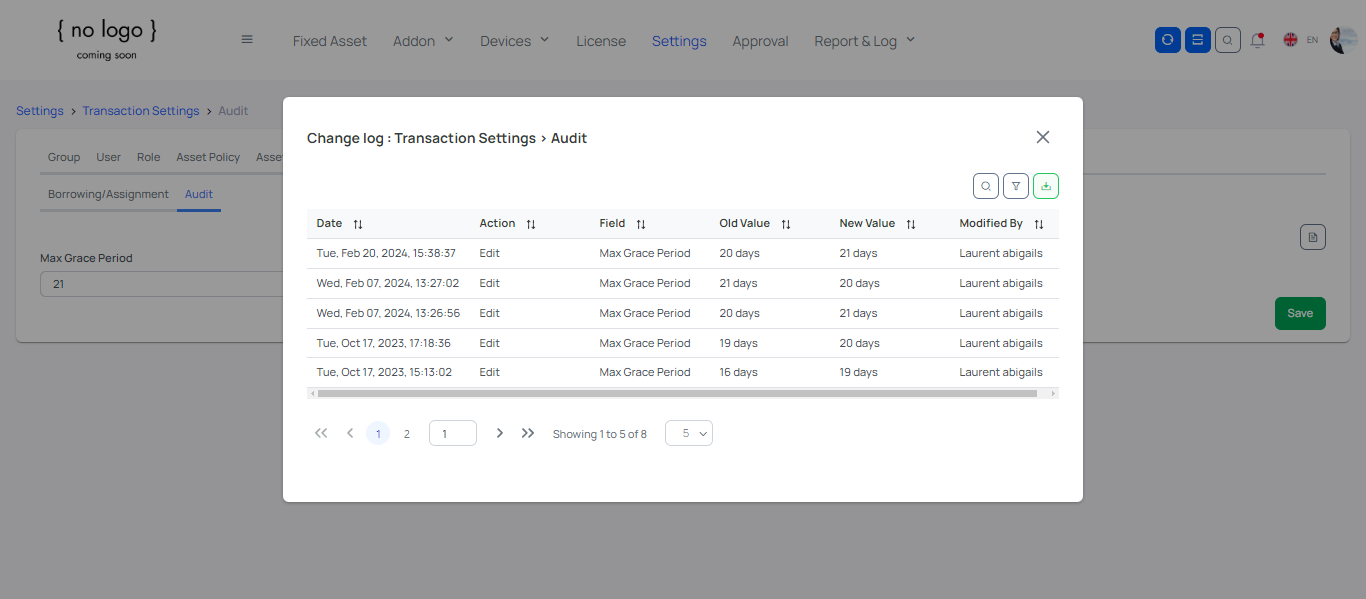 { no logo }
coming soon
Fixed Asset Addon Devices License Settings Approval Report & Log EN
Settings > Transaction Settings > Audit
Group User Role Asset Policy
Borrowing/Assignment Audit
Max Grace Period
21
Save
Change log : Transaction Settings > Audit
Date Action Field Old Value New Value Modified By
Tue, Feb 20, 2024, 15:38:37 Edit Max Grace Period 20 days 21 days Laurent abigails
Wed, Feb 07, 2024, 13:27:02 Edit Max Grace Period 21 days 20 days Laurent abigails
Wed, Feb 07, 2024, 13:26:56 Edit Max Grace Period 20 days 21 days Laurent abigails
Tue, Oct 17, 2023, 17:18:36 Edit Max Grace Period 19 days 20 days Laurent abigails
Tue, Oct 17, 2023, 15:13:02 Edit Max Grace Period 16 days 19 days Laurent abigails
1 2 1 Showing 1 to 5 of 8 5